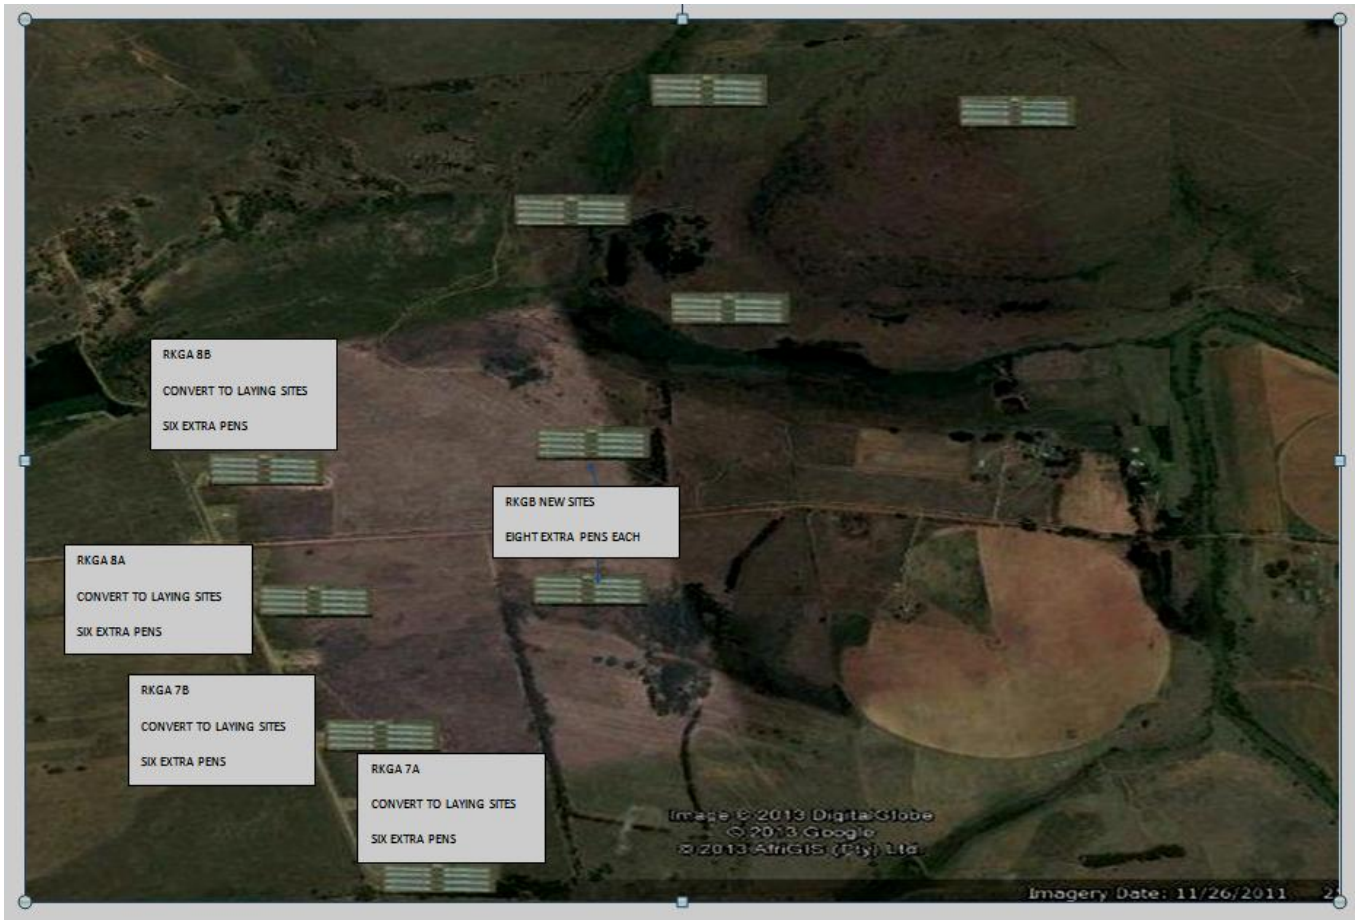 RKGA 8B
CONVERT TO LAYING SITES
SIX EXTRA PENS
RKGB NEW SITES
EIGHT EXTRA PENS EACH
RKGA 8A
CONVERT TO LAYING SITES
SIX EXTRA PENS
RKGA 7B
CONVERT TO LAYING SITES
SIX EXTRA PENS
RKGA 7A
CONVERT TO LAYING SITES
SIX EXTRA PENS
Image © 2013 DigitalGlobe
© 2013 Google
© 2013 AfriGIS (Pty) Ltd.
Imagery Date: 11/26/2011